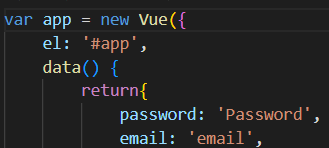 var app = new Vue({
    el: '#app',
    data() {
        return{
            password: 'Password',
            email: 'email',